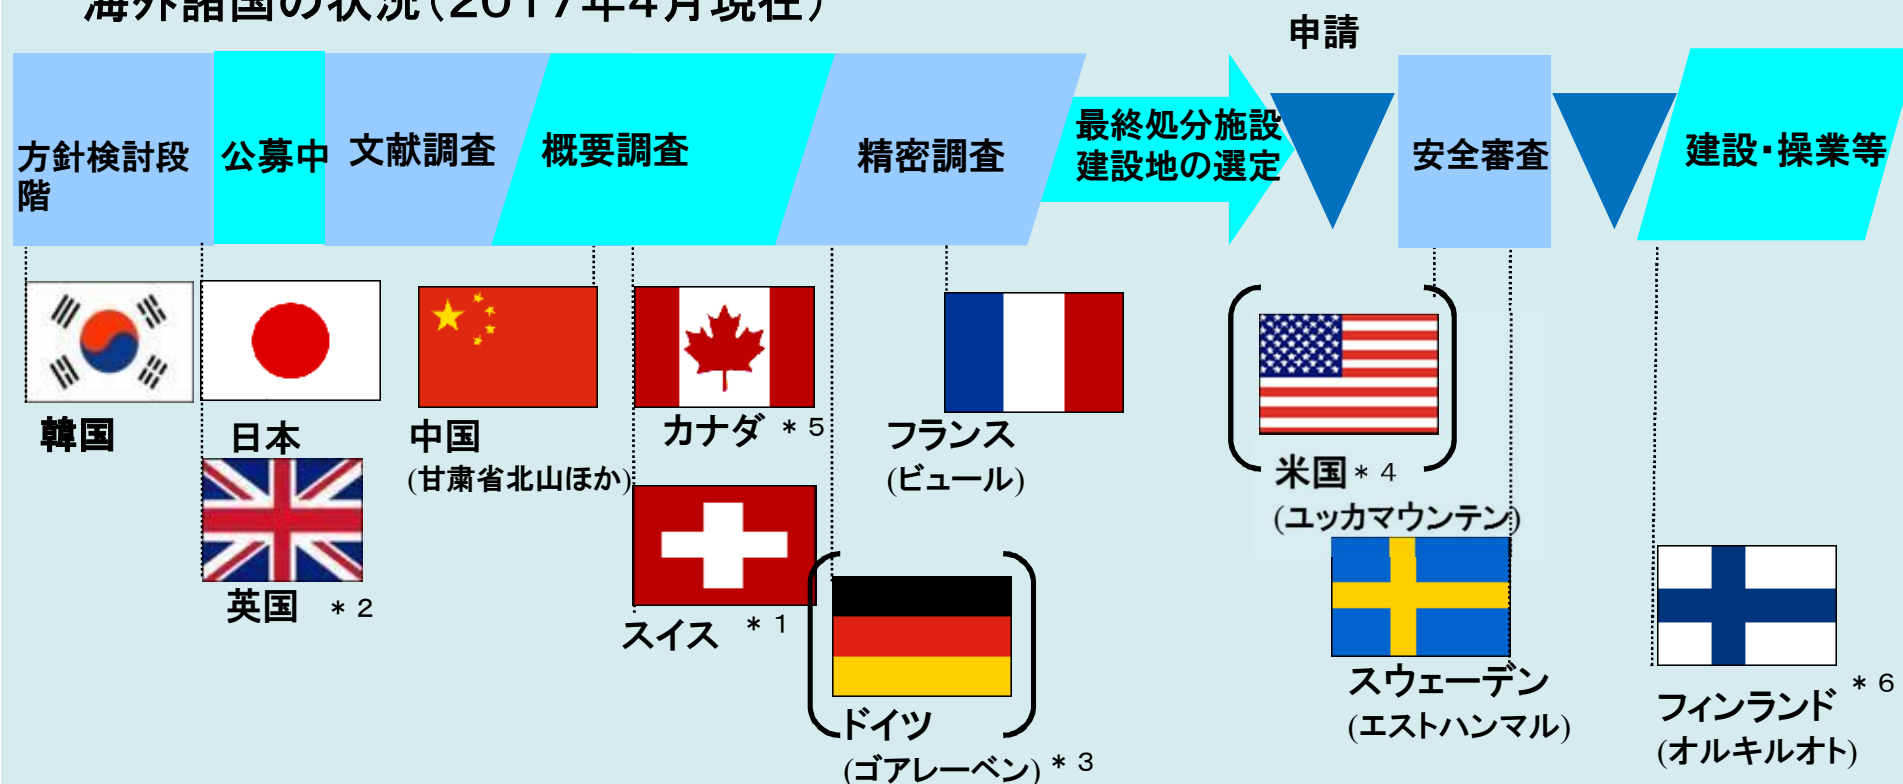 海外諸国の状況(2017年4月現在)
申請
方針検討段
階
公募中
文献調査
概要調査
精密調査
最終処分施設
建設地の選定
安全審査
建設・操業等
韓国
日本
英国 *2
中国
(甘粛省北山ほか)
カナダ *5
スイス *1
フランス
(ビュール)
ドイツ
(ゴアレーベン) *3
米国*4
(ユッカマウンテン)
スウェーデン
(エストハンマル)
フィンランド *6
(オルキルオト)